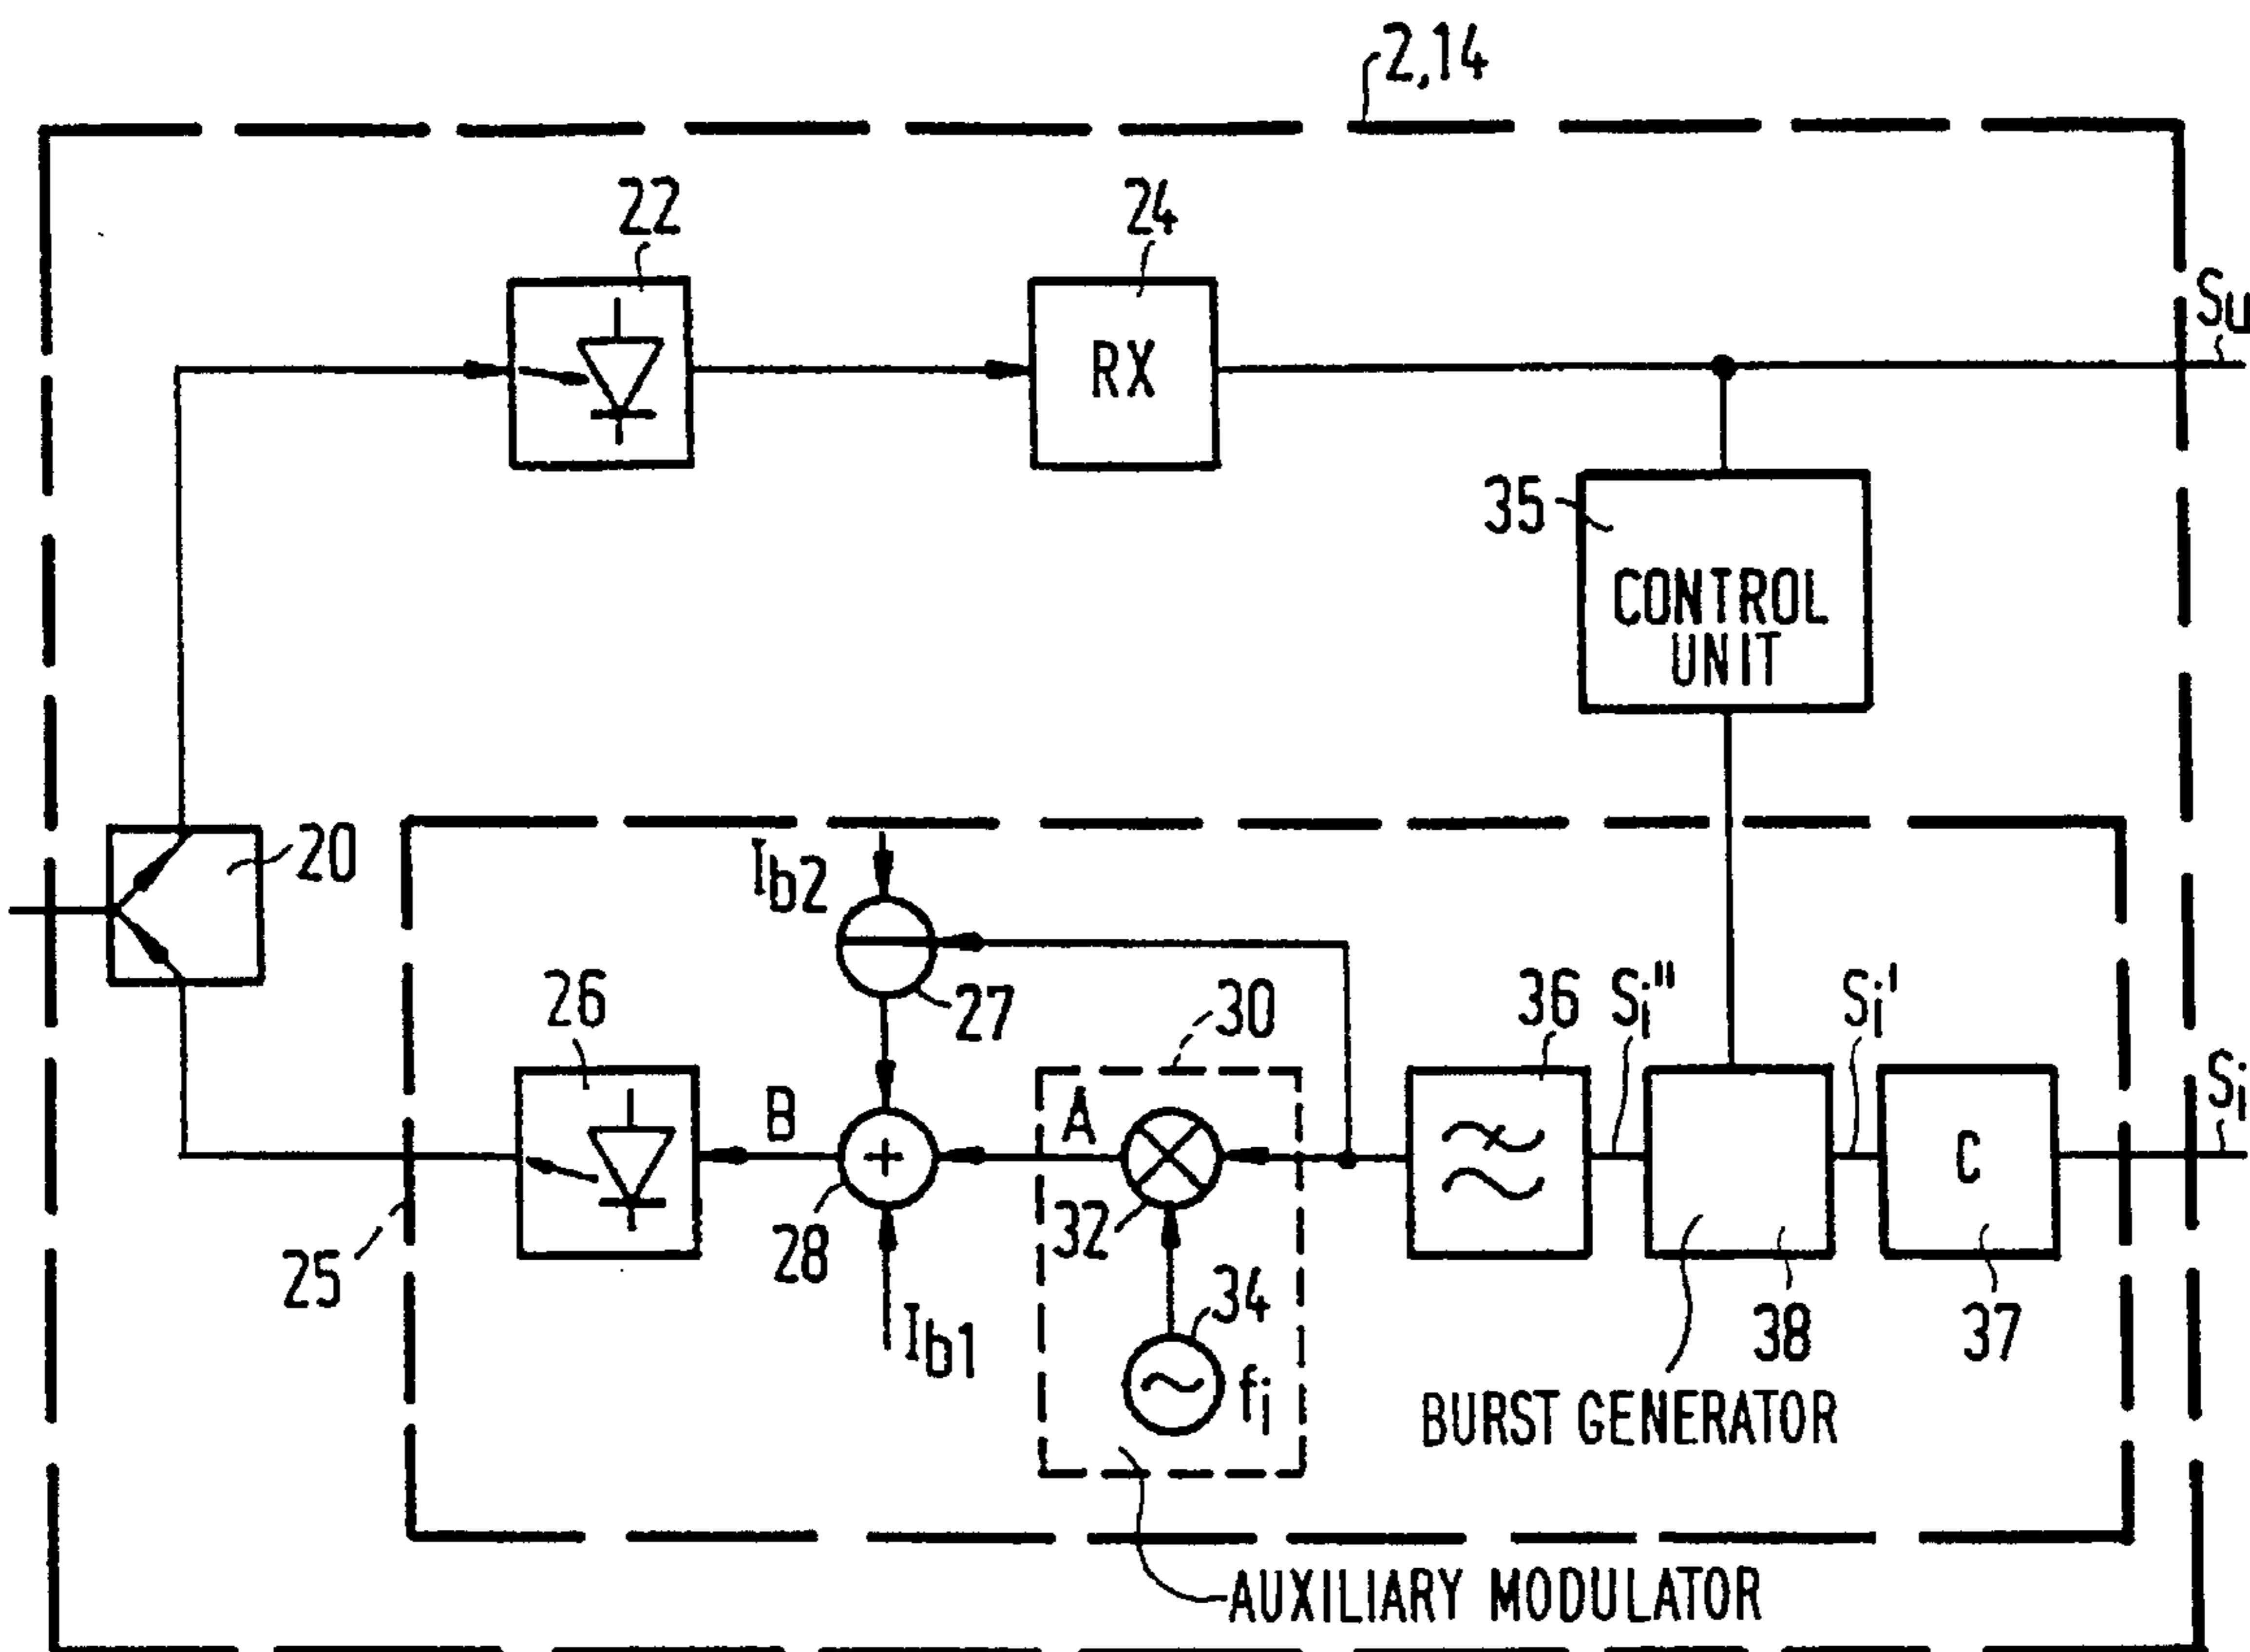 2,14
22
24
Su
RX
35
CONTROL
UNIT
20
Ib2
26
27
30
36
Si"
Si'
Si
B
A
C
28
32
25
34
Ib1
fi
38
37
BURST GENERATOR
AUXILIARY MODULATOR